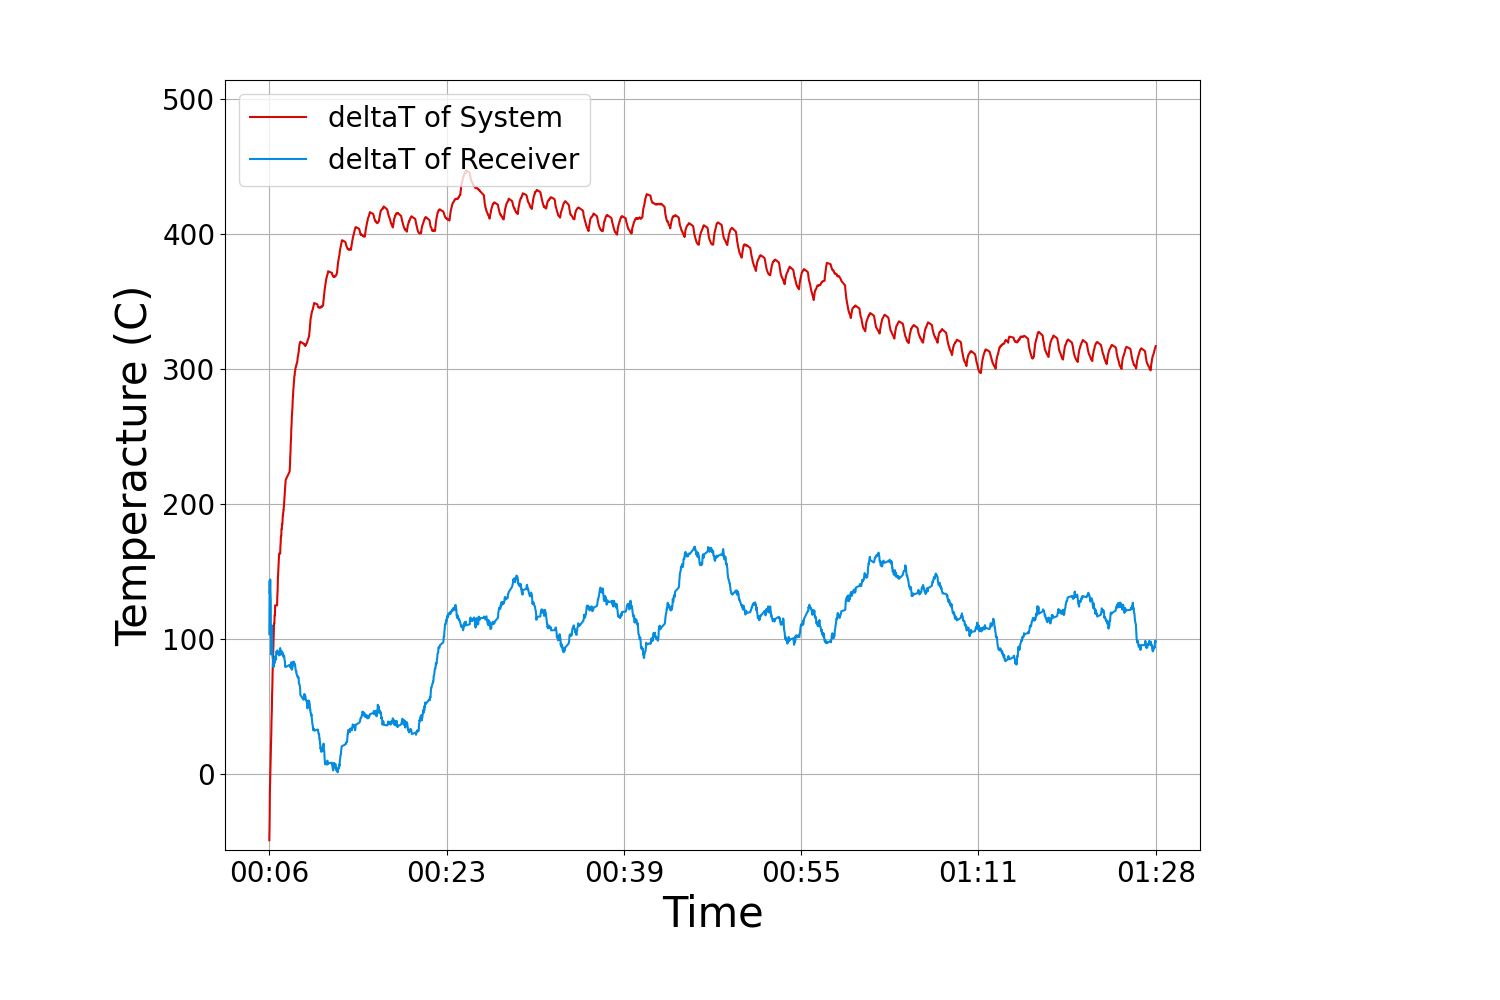 deltaT of System
deltaT of Receiver
500
400
300
200
100
0
Temperacture (C)
00:06 00:23 00:39 00:55 01:11 01:28
Time